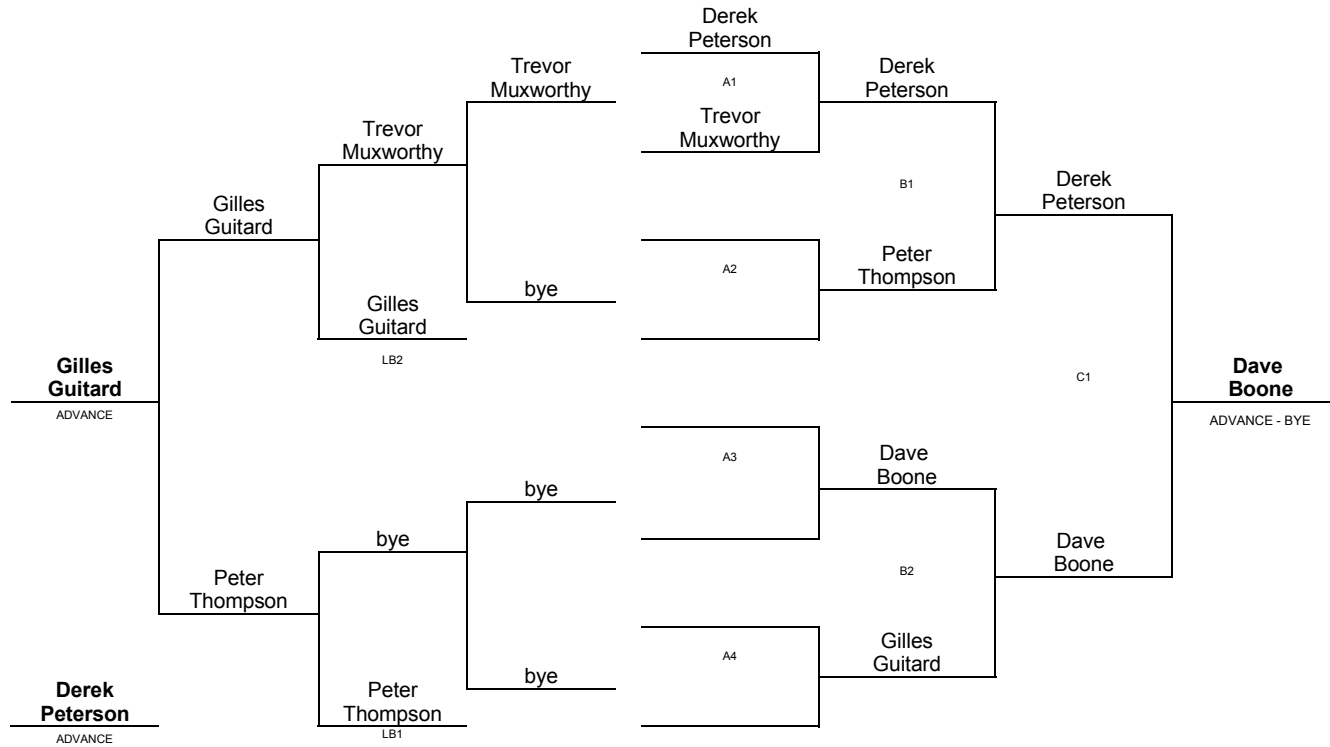 Derek
Peterson
A1
Trevor
Muxworthy
Derek
Peterson
Trevor
Muxworthy
Trevor
Muxworthy
B1
Derek
Peterson
Gilles
Guitard
A2
Peter
Thompson
bye
Gilles
Guitard
LB2
Gilles
Guitard
ADVANCE
C1
Dave
Boone
ADVANCE - BYE
A3
Dave
Boone
bye
bye
Dave
Boone
B2
Peter
Thompson
A4
Gilles
Guitard
bye
Peter
Thompson
LB1
Derek
Peterson
ADVANCE